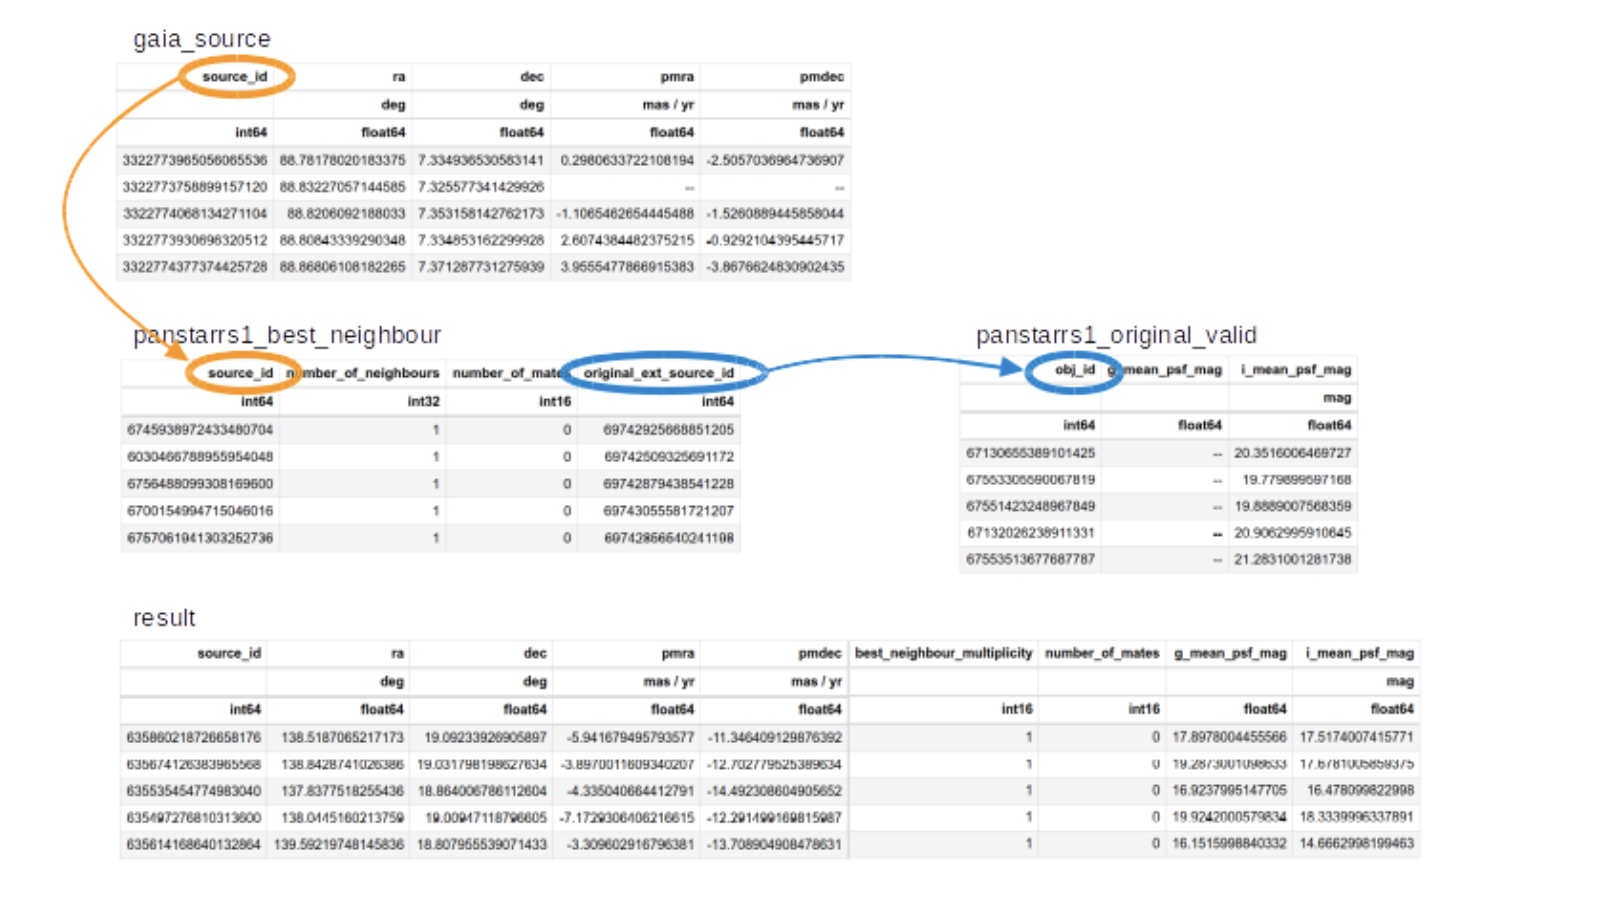 gaia_source
source_id ra dec pmra pmdec
deg deg mas / yr mas / yr
int64 float64 float64 float64 float64
3322773965056065536 88.78178020183375 7.334936530583141 0.2980633722108194 -2.5057036964736907
3322773758899157120 88.83227057144585 7.325577341429926 -- --
3322774068134271104 88.8206092188033 7.353158142762173 -1.1065462654445488 -1.5260889445858044
3322773930696320512 88.80843339290348 7.334853162299928 2.6074384482375215 -0.9292104395445717
3322774377374425728 88.86806108182265 7.371287731275939 3.9555477866915383 -3.8676624830902435
panstarrs1_best_neighbour panstarrs1_original_valid
source_id number_of_neighbours number_of_mates original_ext_source_id obj_id g_mean_psf_mag i_mean_psf_mag
int64 int32 int16 int64 mag
6745938972433480704 1 0 69742925668851205 int64 float64 float64
6030466788955954048 1 0 69742509325691172 67130655389101425 -- 20.3516006469727
6756488099308169600 1 0 69742879438541228 67553305590067819 -- 19.779899597168
6700154994715046016 1 0 69743055581721207 67551423248967849 -- 19.8889007568359
6757061941303252736 1 0 69742856540241198 67132026238911331 -- 20.9062995910645
67553513677687787 -- 21.2831001281738
result
source_id ra dec pmra pmdec best_neighbour_multiplicity number_of_mates g_mean_psf_mag i_mean_psf_mag
deg deg mas / yr mas / yr mag
int64 float64 float64 float64 float64 int16 int16 float64 float64
635860218726658176 138.5187065217173 19.09233926905897 -5.941679495793577 -11.346409129876392 1 0 17.8978004455566 17.5174007415771
635674126383965568 138.8428741026386 19.031798198627634 -3.8970011609340207 -12.702779525389634 1 0 19.2873001098633 17.6781005859375
635535454774983040 137.8377518255436 18.864006786112604 -4.335040664412791 -14.492308604905652 1 0 16.9237995147705 16.478099822998
635497276810313600 138.0445160213759 19.00947118796605 -7.1729306406216615 -12.291499169815987 1 0 19.9242000579834 18.3339996337891
635614168640132864 139.59219748145836 18.807955539071433 -3.309602916796381 -13.708904908478631 1 0 16.1515998840332 14.6662998199463